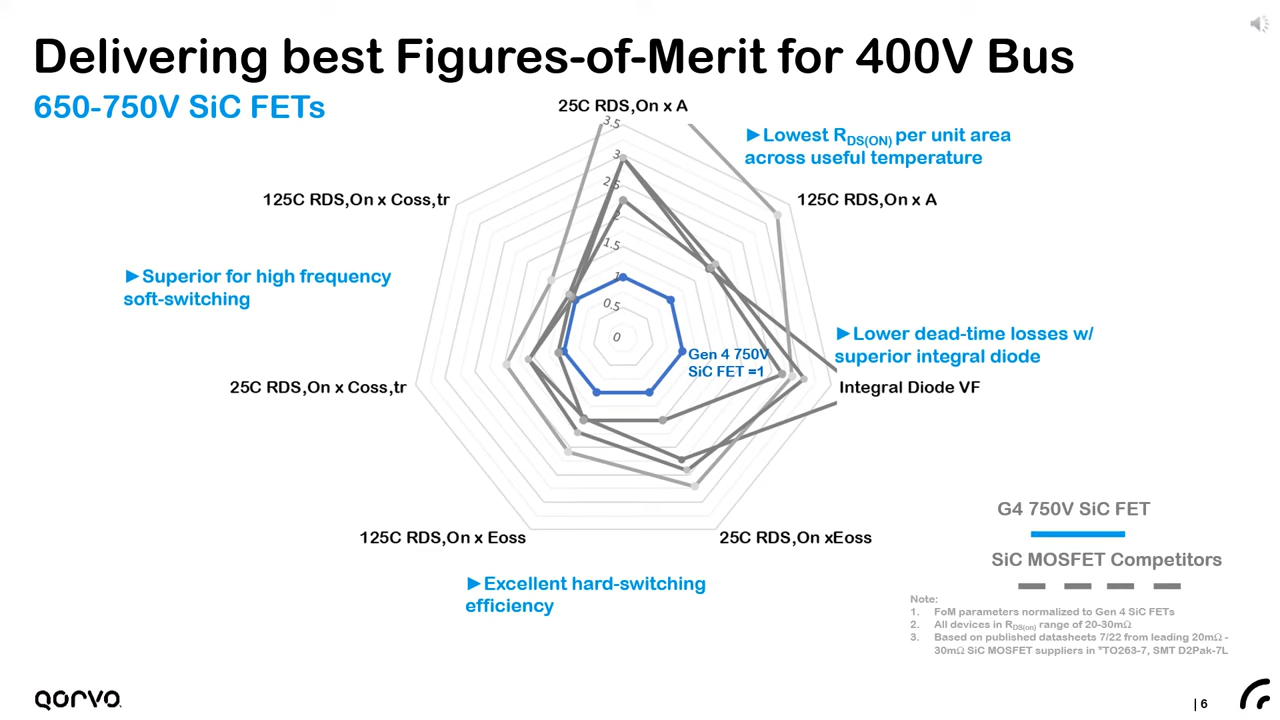 Delivering best Figures-of-Merit for 400V Bus
650-750V SiC FETs
25C RDS,On x A
3.5
3
2.5
2
1.5
1
0.5
0
►Lowest RDS(ON) per unit area
across useful temperature
125C RDS,On x Coss,tr
125C RDS,On x A
►Superior for high frequency
soft-switching
►Lower dead-time losses w/
superior integral diode
Gen 4 750V
SiC FET =1
25C RDS,On x Coss,tr
Integral Diode VF
125C RDS,On x Eoss
25C RDS,On xEoss
►Excellent hard-switching
efficiency
G4 750V SiC FET
SiC MOSFET Competitors
Note:
1. FoM parameters normalized to Gen 4 SiC FETs
2. All devices in RDS(on) range of 20-30mΩ
3. Based on published datasheets 7/22 from leading 20mΩ -
30mΩ SiC MOSFET suppliers in "TO263-7, SMT D2Pak-7L
QORVO
| 6